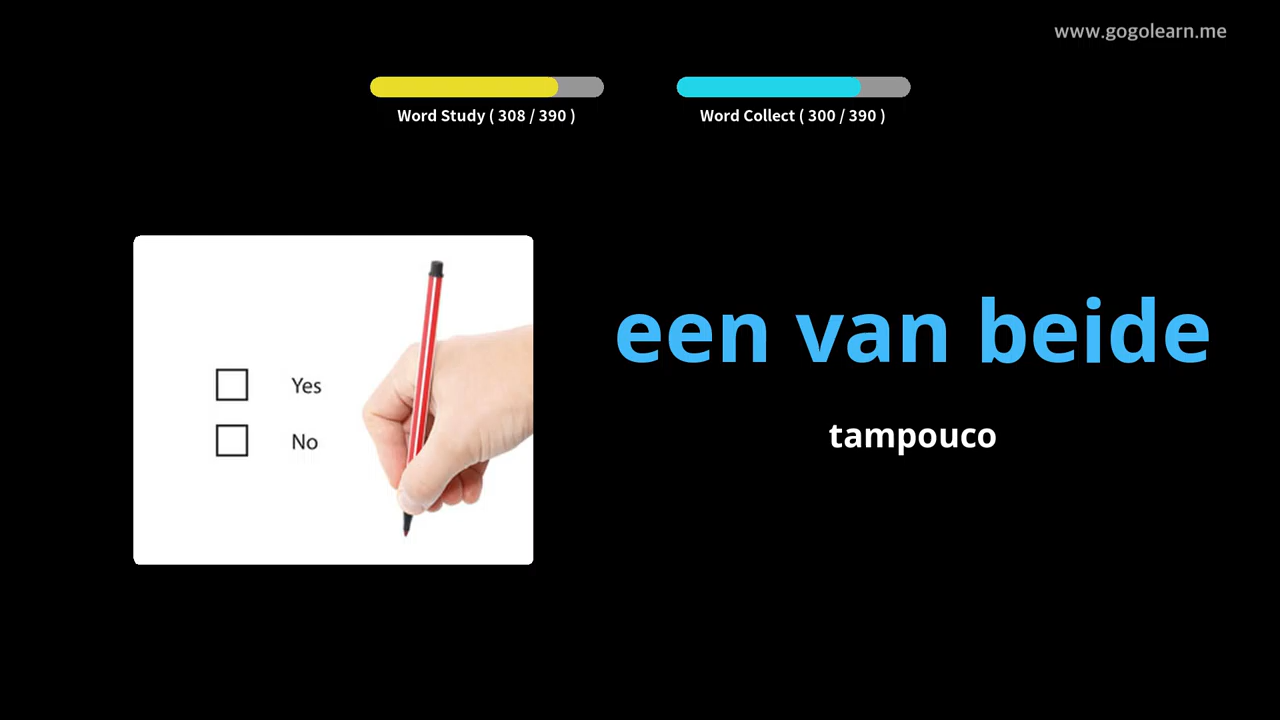 www.gogolearn.me
Word Study ( 308 / 390 )
Word Collect ( 300 / 390 )
een van beide
tampouco
Yes
No